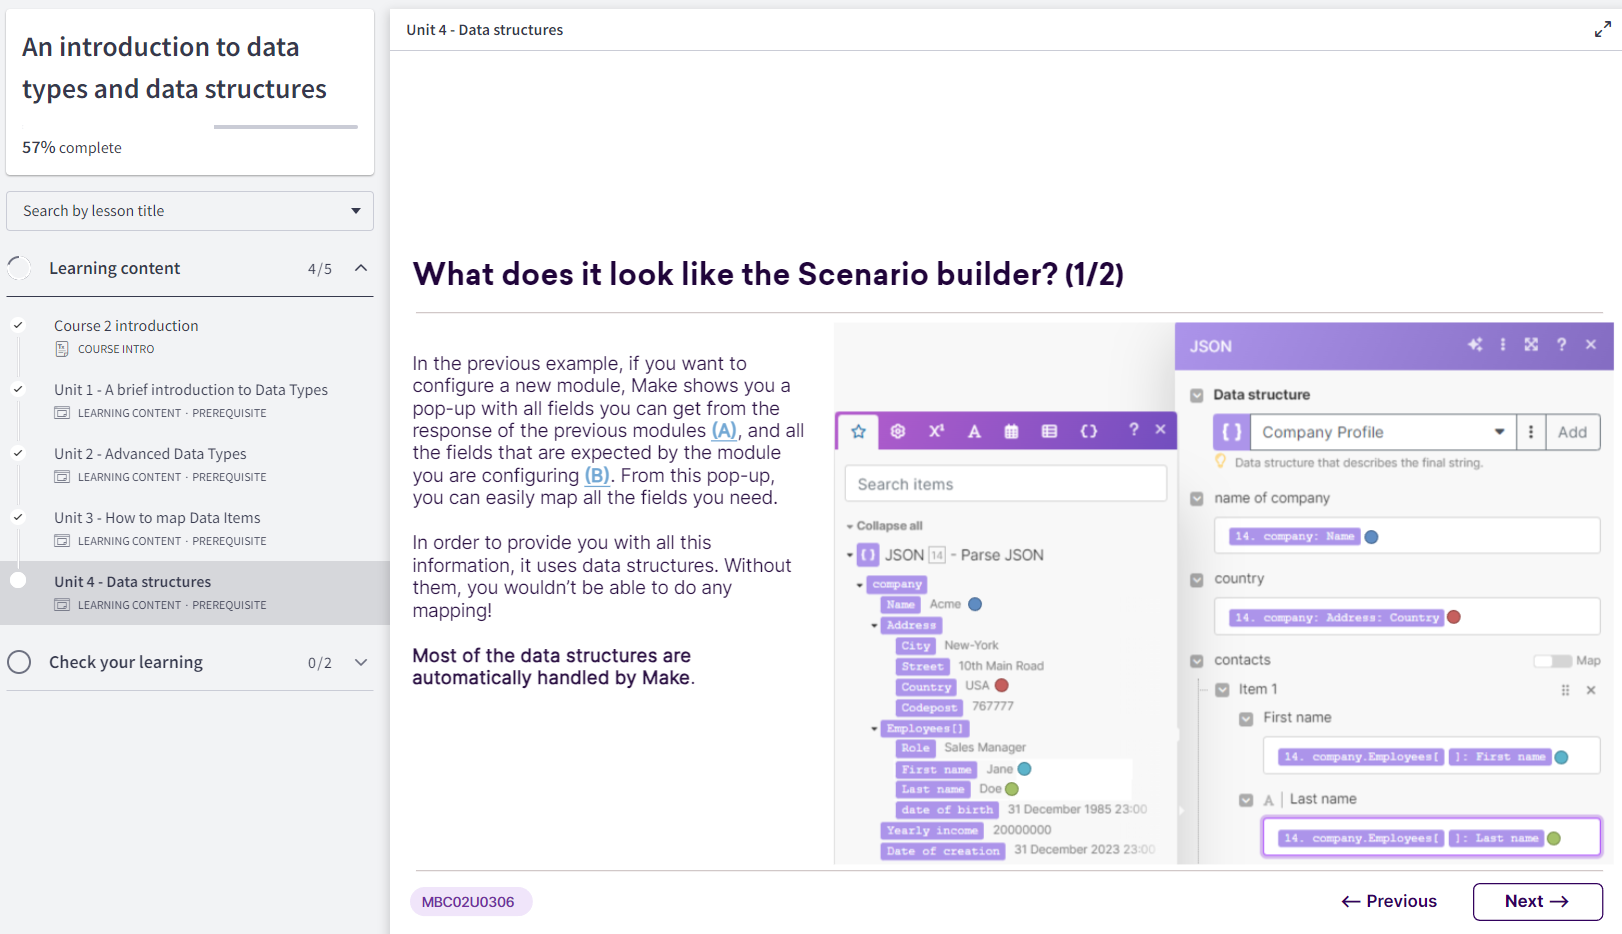 An introduction to data
types and data structures
57% complete
Search by lesson title
Learning content 4/5
Course 2 introduction
COURSE INTRO
Unit 1 - A brief introduction to Data Types
LEARNING CONTENT · PREREQUISITE
Unit 2 - Advanced Data Types
LEARNING CONTENT · PREREQUISITE
Unit 3 - How to map Data Items
LEARNING CONTENT · PREREQUISITE
Unit 4 - Data structures
LEARNING CONTENT · PREREQUISITE
Check your learning 0/2
Unit 4 - Data structures
What does it look like the Scenario builder? (1/2)
In the previous example, if you want to
configure a new module, Make shows you a
pop-up with all fields you can get from the
response of the previous modules (A), and all
the fields that are expected by the module
you are configuring (B). From this pop-up,
you can easily map all the fields you need.
In order to provide you with all this
information, it uses data structures. Without
them, you wouldn't be able to do any
mapping!
Most of the data structures are
automatically handled by Make.
X¹ A { } ? ×
Search items
Collapse all
{ } JSON 14 - Parse JSON
company
Name Acme
Address
City New-York
Street 10th Main Road
Country USA
Codepost 767777
Employees[]
Role Sales Manager
First name Jane
Last name Doe
date of birth 31 December 1985 23:00
Yearly income 20000000
Date of creation 31 December 2023 23:00
JSON ? ×
Data structure
{ } Company Profile Add
Data structure that describes the final string.
name of company
14. company: Name
country
14. company: Address: Country
contacts Map
Item 1
First name
14. company.Employees[ ]: First name
A Last name
14. company.Employees[ ]: Last name
MBC02U0306
← Previous
Next →